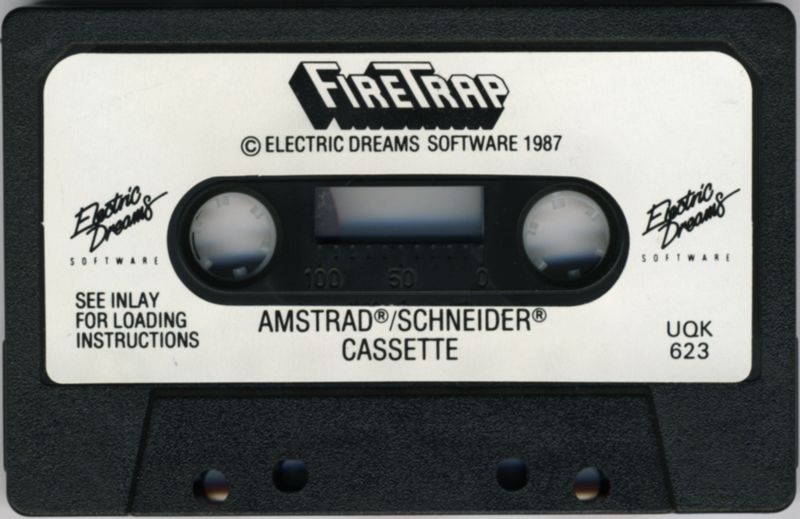 FIRETRAP
© ELECTRIC DREAMS SOFTWARE 1987
Electric Dreams
SOFTWARE
Electric Dreams
SOFTWARE
100 50 0
SEE INLAY
FOR LOADING
INSTRUCTIONS
AMSTRAD®/SCHNEIDER®
CASSETTE
UQK
623